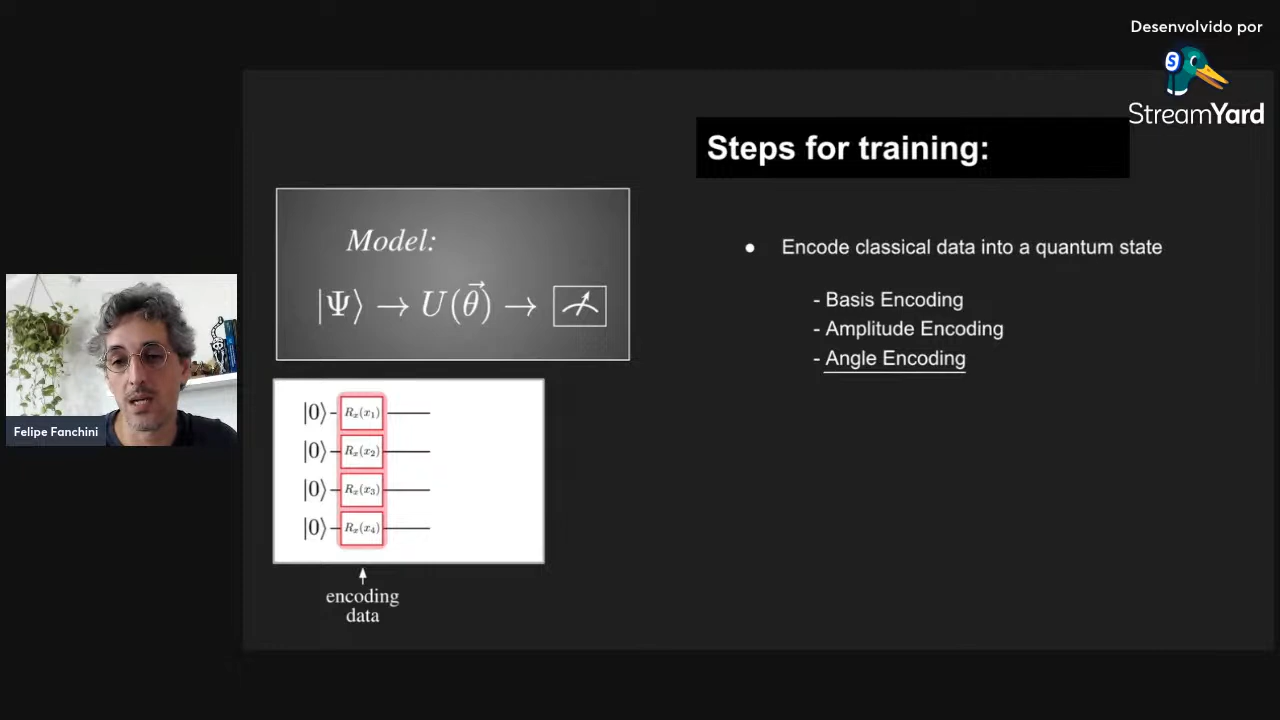 Desenvolvido por
StreamYard
Steps for training:
Model:
|Ψ⟩ → U(θ⃗) →
● Encode classical data into a quantum state
- Basis Encoding
- Amplitude Encoding
- Angle Encoding
Felipe Fanchini
|0⟩ Rₓ(x₁)
|0⟩ Rₓ(x₂)
|0⟩ Rₓ(x₃)
|0⟩ Rₓ(x₄)
encoding
data